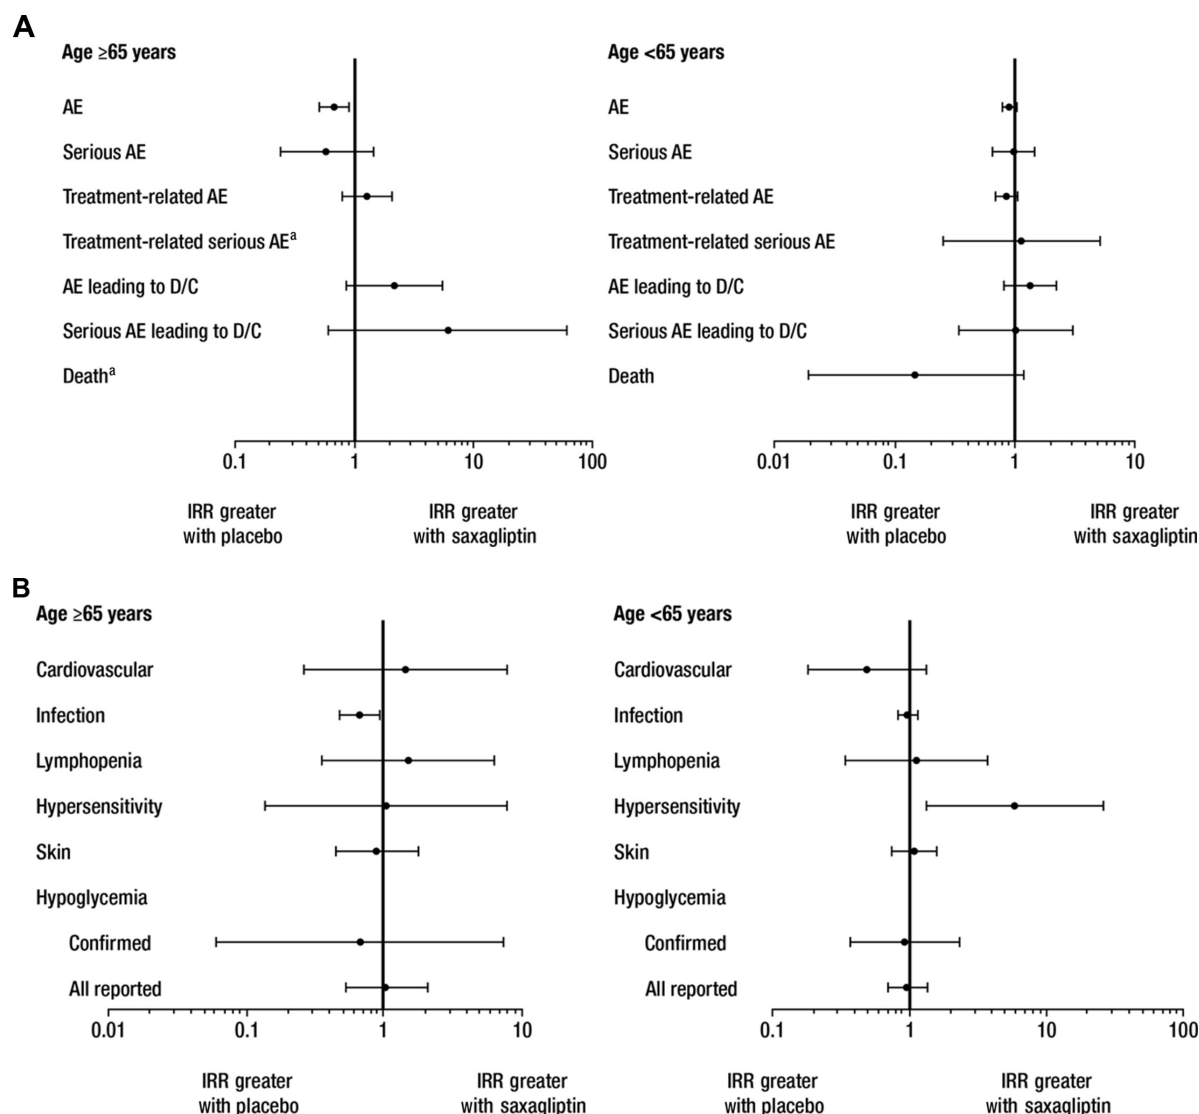 A
Age ≥65 years
AE
Serious AE
Treatment-related AE
Treatment-related serious AEa
AE leading to D/C
Serious AE leading to D/C
Deatha
0.1 1 10 100
IRR greater
with placebo
IRR greater
with saxagliptin
Age <65 years
AE
Serious AE
Treatment-related AE
Treatment-related serious AE
AE leading to D/C
Serious AE leading to D/C
Death
0.01 0.1 1 10
IRR greater
with placebo
IRR greater
with saxagliptin
B
Age ≥65 years
Cardiovascular
Infection
Lymphopenia
Hypersensitivity
Skin
Hypoglycemia
Confirmed
All reported
0.01 0.1 1 10
IRR greater
with placebo
IRR greater
with saxagliptin
Age <65 years
Cardiovascular
Infection
Lymphopenia
Hypersensitivity
Skin
Hypoglycemia
Confirmed
All reported
0.1 1 10 100
IRR greater
with placebo
IRR greater
with saxagliptin